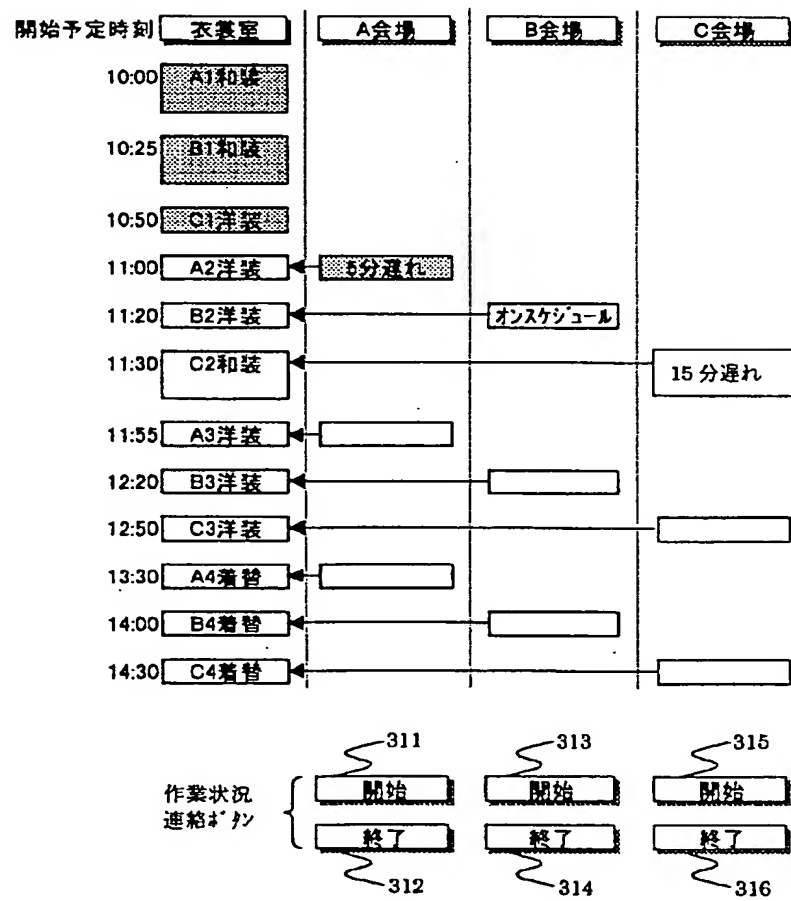 開始予定時刻 衣裳室 A会場 B会場 C会場
10:00 A1和装
10:25 B1和装
10:50 C1洋装
11:00 A2洋装 5分遅れ
11:20 B2洋装 オンスケジュール
11:30 C2和装 15分遅れ
11:55 A3洋装
12:20 B3洋装
12:50 C3洋装
13:30 A4着替
14:00 B4着替
14:30 C4着替
311 313 315
作業状況 開始 開始 開始
連絡ボタン 終了 終了 終了
312 314 316